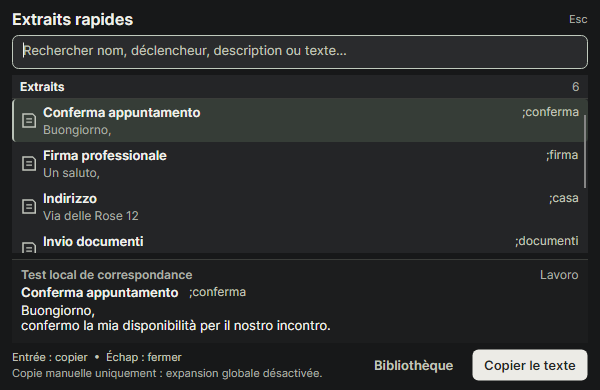 Extraits rapides Esc
Rechercher nom, déclencheur, description ou texte...
Extraits 6
Conferma appuntamento ;conferma
Buongiorno,
Firma professionale ;firma
Un saluto,
Indirizzo ;casa
Via delle Rose 12
Invio documenti ;documenti
Test local de correspondance Lavoro
Conferma appuntamento ;conferma
Buongiorno,
confermo la mia disponibilità per il nostro incontro.
Entrée : copier • Échap : fermer
Copie manuelle uniquement : expansion globale désactivée.
Bibliothèque Copier le texte